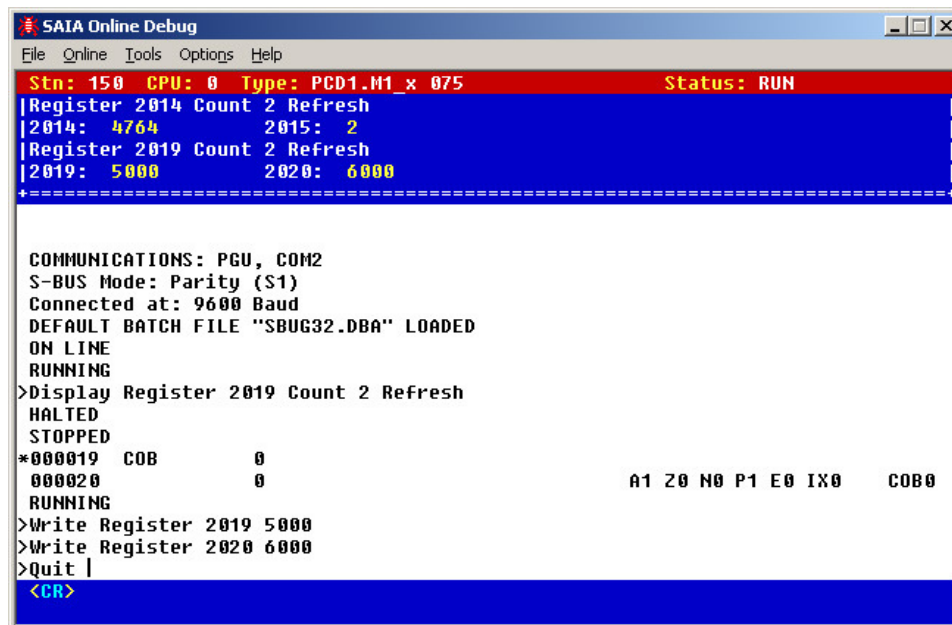 SAIA Online Debug
File Online Tools Options Help
Stn: 150 CPU: 0 Type: PCD1.M1_x 075 Status: RUN
|Register 2014 Count 2 Refresh |
|2014: 4764 2015: 2 |
|Register 2019 Count 2 Refresh |
|2019: 5000 2020: 6000 |
+==============================================================================+
COMMUNICATIONS: PGU, COM2
S-BUS Mode: Parity (S1)
Connected at: 9600 Baud
DEFAULT BATCH FILE "SBUG32.DBA" LOADED
ON LINE
RUNNING
>Display Register 2019 Count 2 Refresh
HALTED
STOPPED
*000019 COB 0
000020 0 A1 Z0 N0 P1 E0 IX0 COB0
RUNNING
>Write Register 2019 5000
>Write Register 2020 6000
>Quit
<CR>